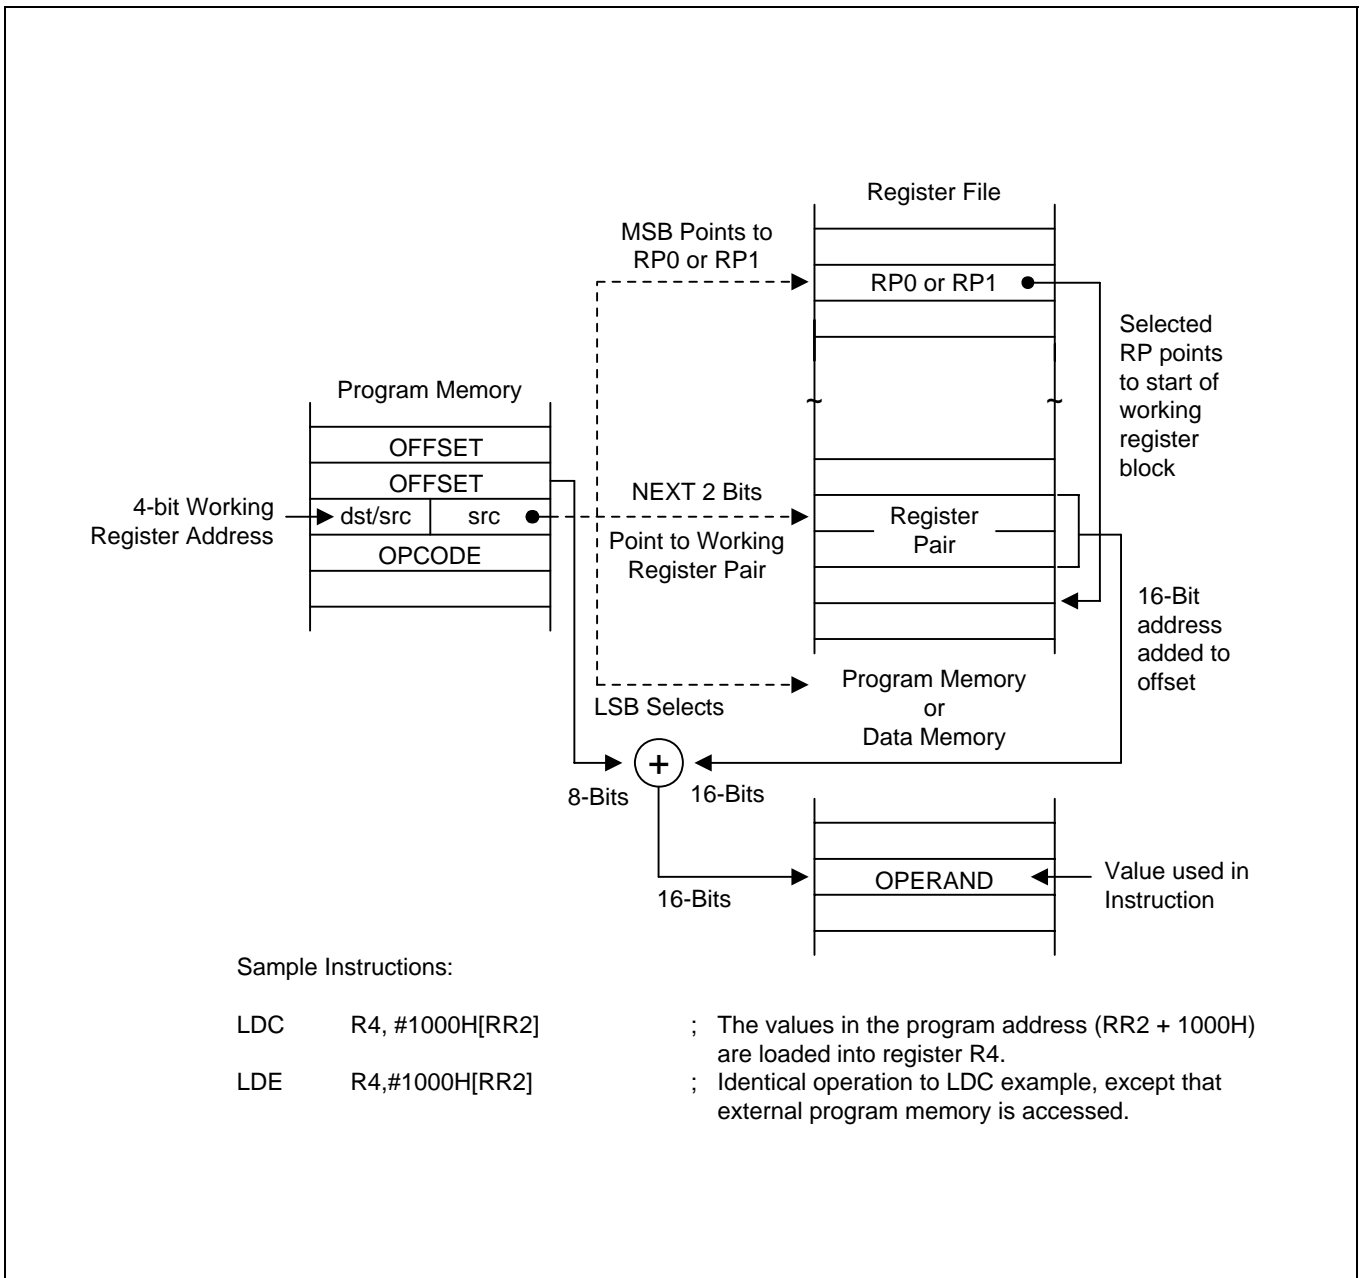 Register File
MSB Points to
RP0 or RP1
RP0 or RP1
Selected
RP points
to start of
working
register
block
Program Memory
OFFSET
OFFSET
4-bit Working
Register Address
dst/src
src
OPCODE
NEXT 2 Bits
Point to Working
Register Pair
Register
Pair
16-Bit
address
added to
offset
LSB Selects
Program Memory
or
Data Memory
~
~
+
8-Bits
16-Bits
16-Bits
OPERAND
Value used in
Instruction
Sample Instructions:
LDC R4, #1000H[RR2] ; The values in the program address (RR2 + 1000H)
are loaded into register R4.
LDE R4,#1000H[RR2] ; Identical operation to LDC example, except that
external program memory is accessed.